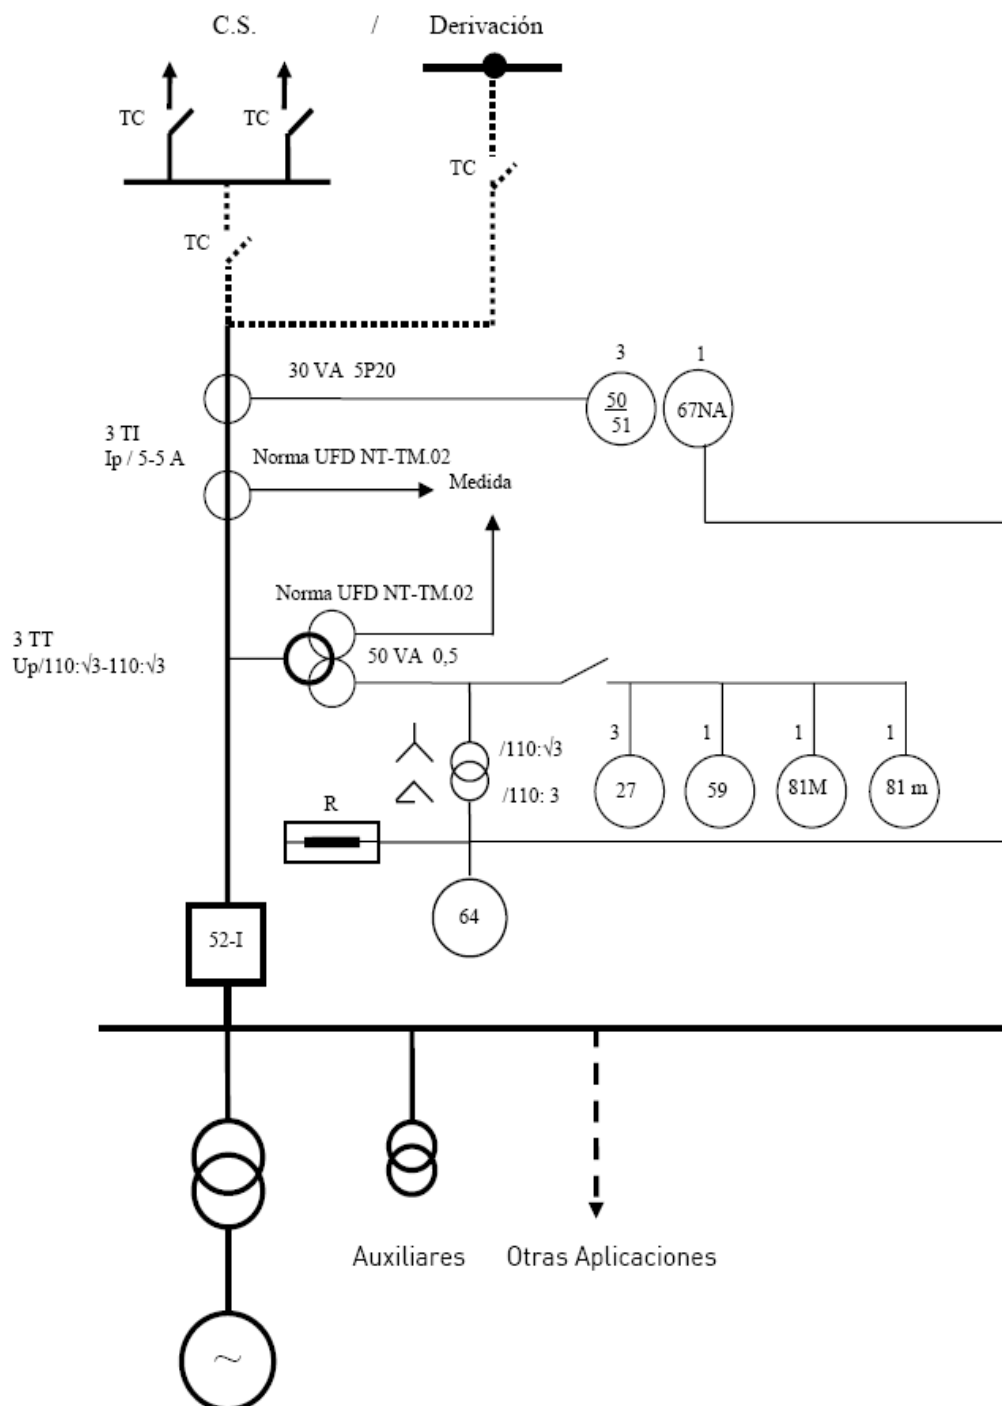 C.S. / Derivación
TC
TC
TC
TC
30 VA 5P20
3
1
50
51
67NA
3 TI
Ip / 5-5 A
Norma UFD NT-TM.02
Medida
Norma UFD NT-TM.02
3 TT
Up/110:√3-110:√3
50 VA 0,5
/110:√3
/110: 3
3
1
1
1
27
59
81M
81 m
R
64
52-I
Auxiliares
Otras Aplicaciones
~